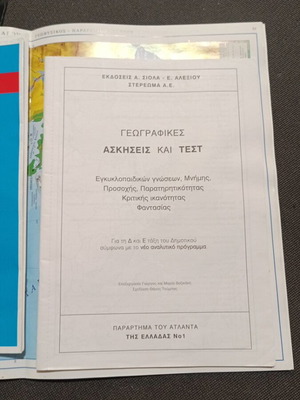 ΕΚΔΟΣΕΙΣ Α. ΣΙΟΛΑ - Ε. ΑΛΕΞΙΟΥ
ΣΤΕΡΕΩΜΑ Α.Ε.
ΓΕΩΓΡΑΦΙΚΕΣ
ΑΣΚΗΣΕΙΣ ΚΑΙ ΤΕΣΤ
Εγκυκλοπαιδικών γνώσεων, Μνήμης,
Προσοχής, Παρατηρητικότητας
Κριτικής ικανότητας
Φαντασίας
Για τη Δ και Ε τάξη του Δημοτικού
σύμφωνα με το νέο αναλυτικό πρόγραμμα
ΠΑΡΑΡΤΗΜΑ ΤΟΥ ΑΤΛΑΝΤΑ
ΤΗΣ ΕΛΛΑΔΑΣ Νο1